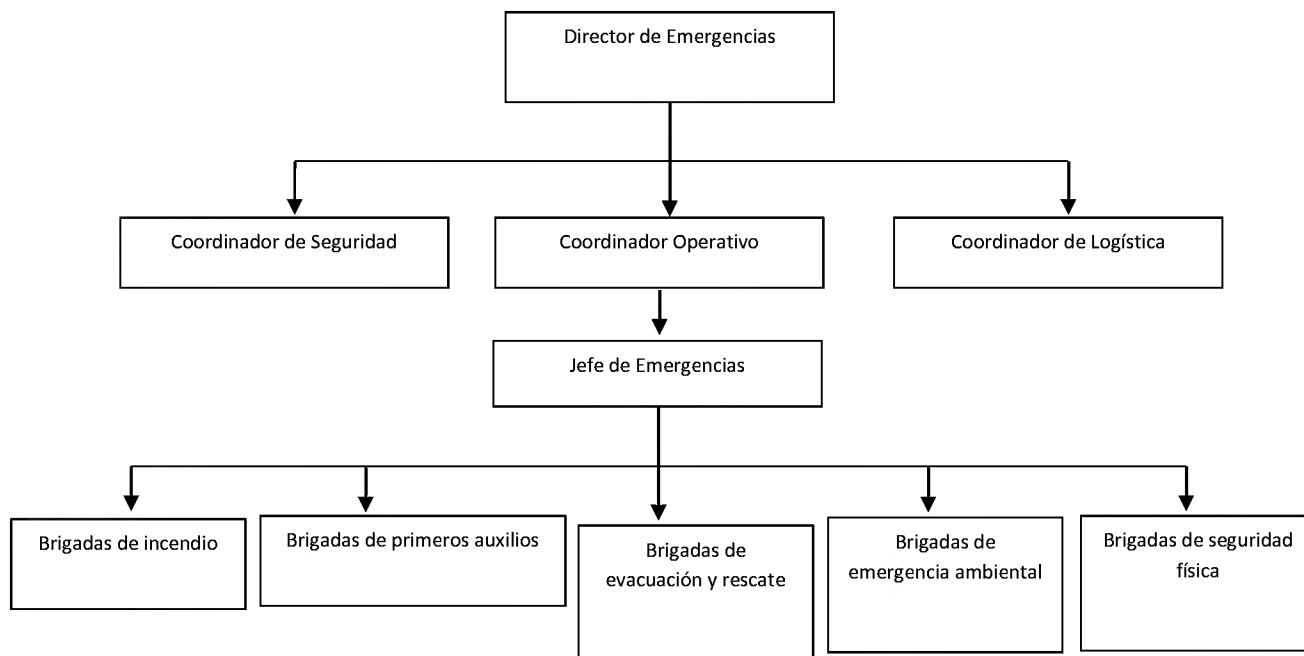 Director de Emergencias
Coordinador de Seguridad
Coordinador Operativo
Coordinador de Logística
Jefe de Emergencias
Brigadas de incendio
Brigadas de primeros auxilios
Brigadas de
evacuación y rescate
Brigadas de
emergencia ambiental
Brigadas de seguridad
física